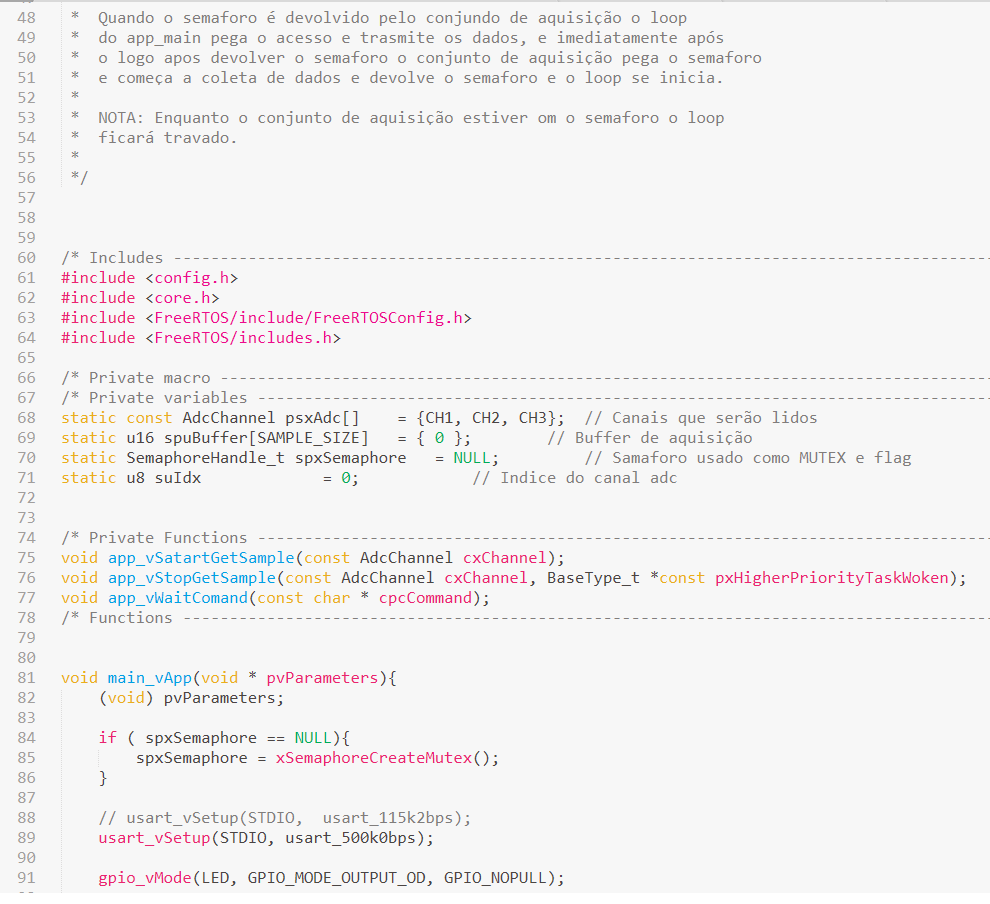 48 * Quando o semaforo é devolvido pelo conjundo de aquisição o loop
49 * do app_main pega o acesso e trasmite os dados, e imediatamente após
50 * o logo apos devolver o semaforo o conjunto de aquisição pega o semaforo
51 * e começa a coleta de dados e devolve o semaforo e o loop se inicia.
52 *
53 * NOTA: Enquanto o conjunto de aquisição estiver om o semaforo o loop
54 * ficará travado.
55 *
56 */
57
58
59
60 /* Includes ----------------------------------------------------------------------------------------
61 #include <config.h>
62 #include <core.h>
63 #include <FreeRTOS/include/FreeRTOSConfig.h>
64 #include <FreeRTOS/includes.h>
65
66 /* Private macro -----------------------------------------------------------------------------------
67 /* Private variables -------------------------------------------------------------------------------
68 static const AdcChannel psxAdc[]    = {CH1, CH2, CH3};  // Canais que serão lidos
69 static u16 spuBuffer[SAMPLE_SIZE]   = { 0 };        // Buffer de aquisição
70 static SemaphoreHandle_t spxSemaphore   = NULL;         // Samaforo usado como MUTEX e flag
71 static u8 suIdx             = 0;            // Indice do canal adc
72
73
74 /* Private Functions -------------------------------------------------------------------------------
75 void app_vSatartGetSample(const AdcChannel cxChannel);
76 void app_vStopGetSample(const AdcChannel cxChannel, BaseType_t *const pxHigherPriorityTaskWoken);
77 void app_vWaitComand(const char * cpcCommand);
78 /* Functions ---------------------------------------------------------------------------------------
79
80
81 void main_vApp(void * pvParameters){
82     (void) pvParameters;
83
84     if ( spxSemaphore == NULL){
85         spxSemaphore = xSemaphoreCreateMutex();
86     }
87
88     // usart_vSetup(STDIO,  usart_115k2bps);
89     usart_vSetup(STDIO, usart_500k0bps);
90
91     gpio_vMode(LED, GPIO_MODE_OUTPUT_OD, GPIO_NOPULL);